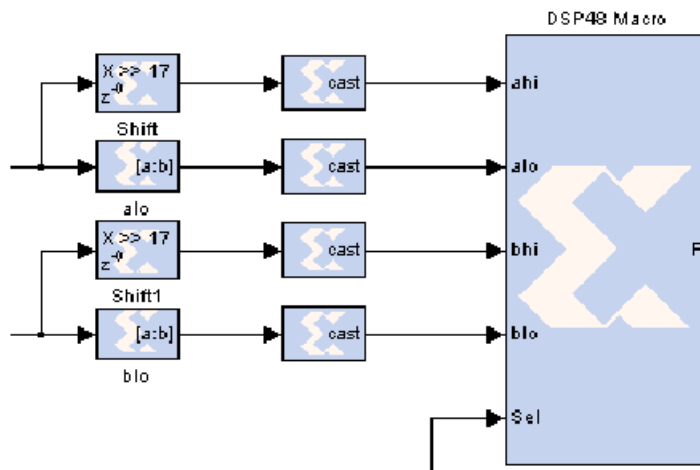 DSP48 Macro
X >> 17
z^-0
cast
ahi
Shift
[a:b]
cast
alo
alo
X >> 17
z^-0
cast
bhi
Shift1
[a:b]
cast
blo
blo
Sel